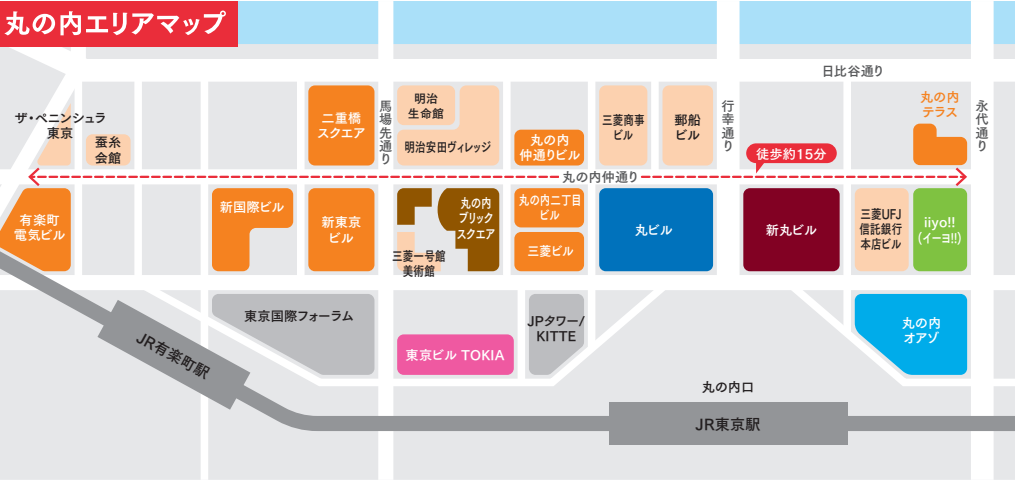 丸の内エリアマップ
日比谷通り
ザ・ペニンシュラ
東京
蚕糸
会館
二重橋
スクエア
馬場先通り
明治
生命館
明治安田ヴィレッジ
丸の内
仲通りビル
三菱商事
ビル
郵船
ビル
行幸通り
徒歩約15分
丸の内
テラス
永代通り
丸の内仲通り
有楽町
電気ビル
新国際ビル
新東京
ビル
三菱一号館
美術館
丸の内
ブリック
スクエア
丸の内二丁目
ビル
三菱ビル
丸ビル
新丸ビル
三菱UFJ
信託銀行
本店ビル
iiyo!!
(イーヨ!!)
東京国際フォーラム
東京ビル TOKIA
JPタワー/
KITTE
丸の内
オアゾ
JR有楽町駅
丸の内口
JR東京駅